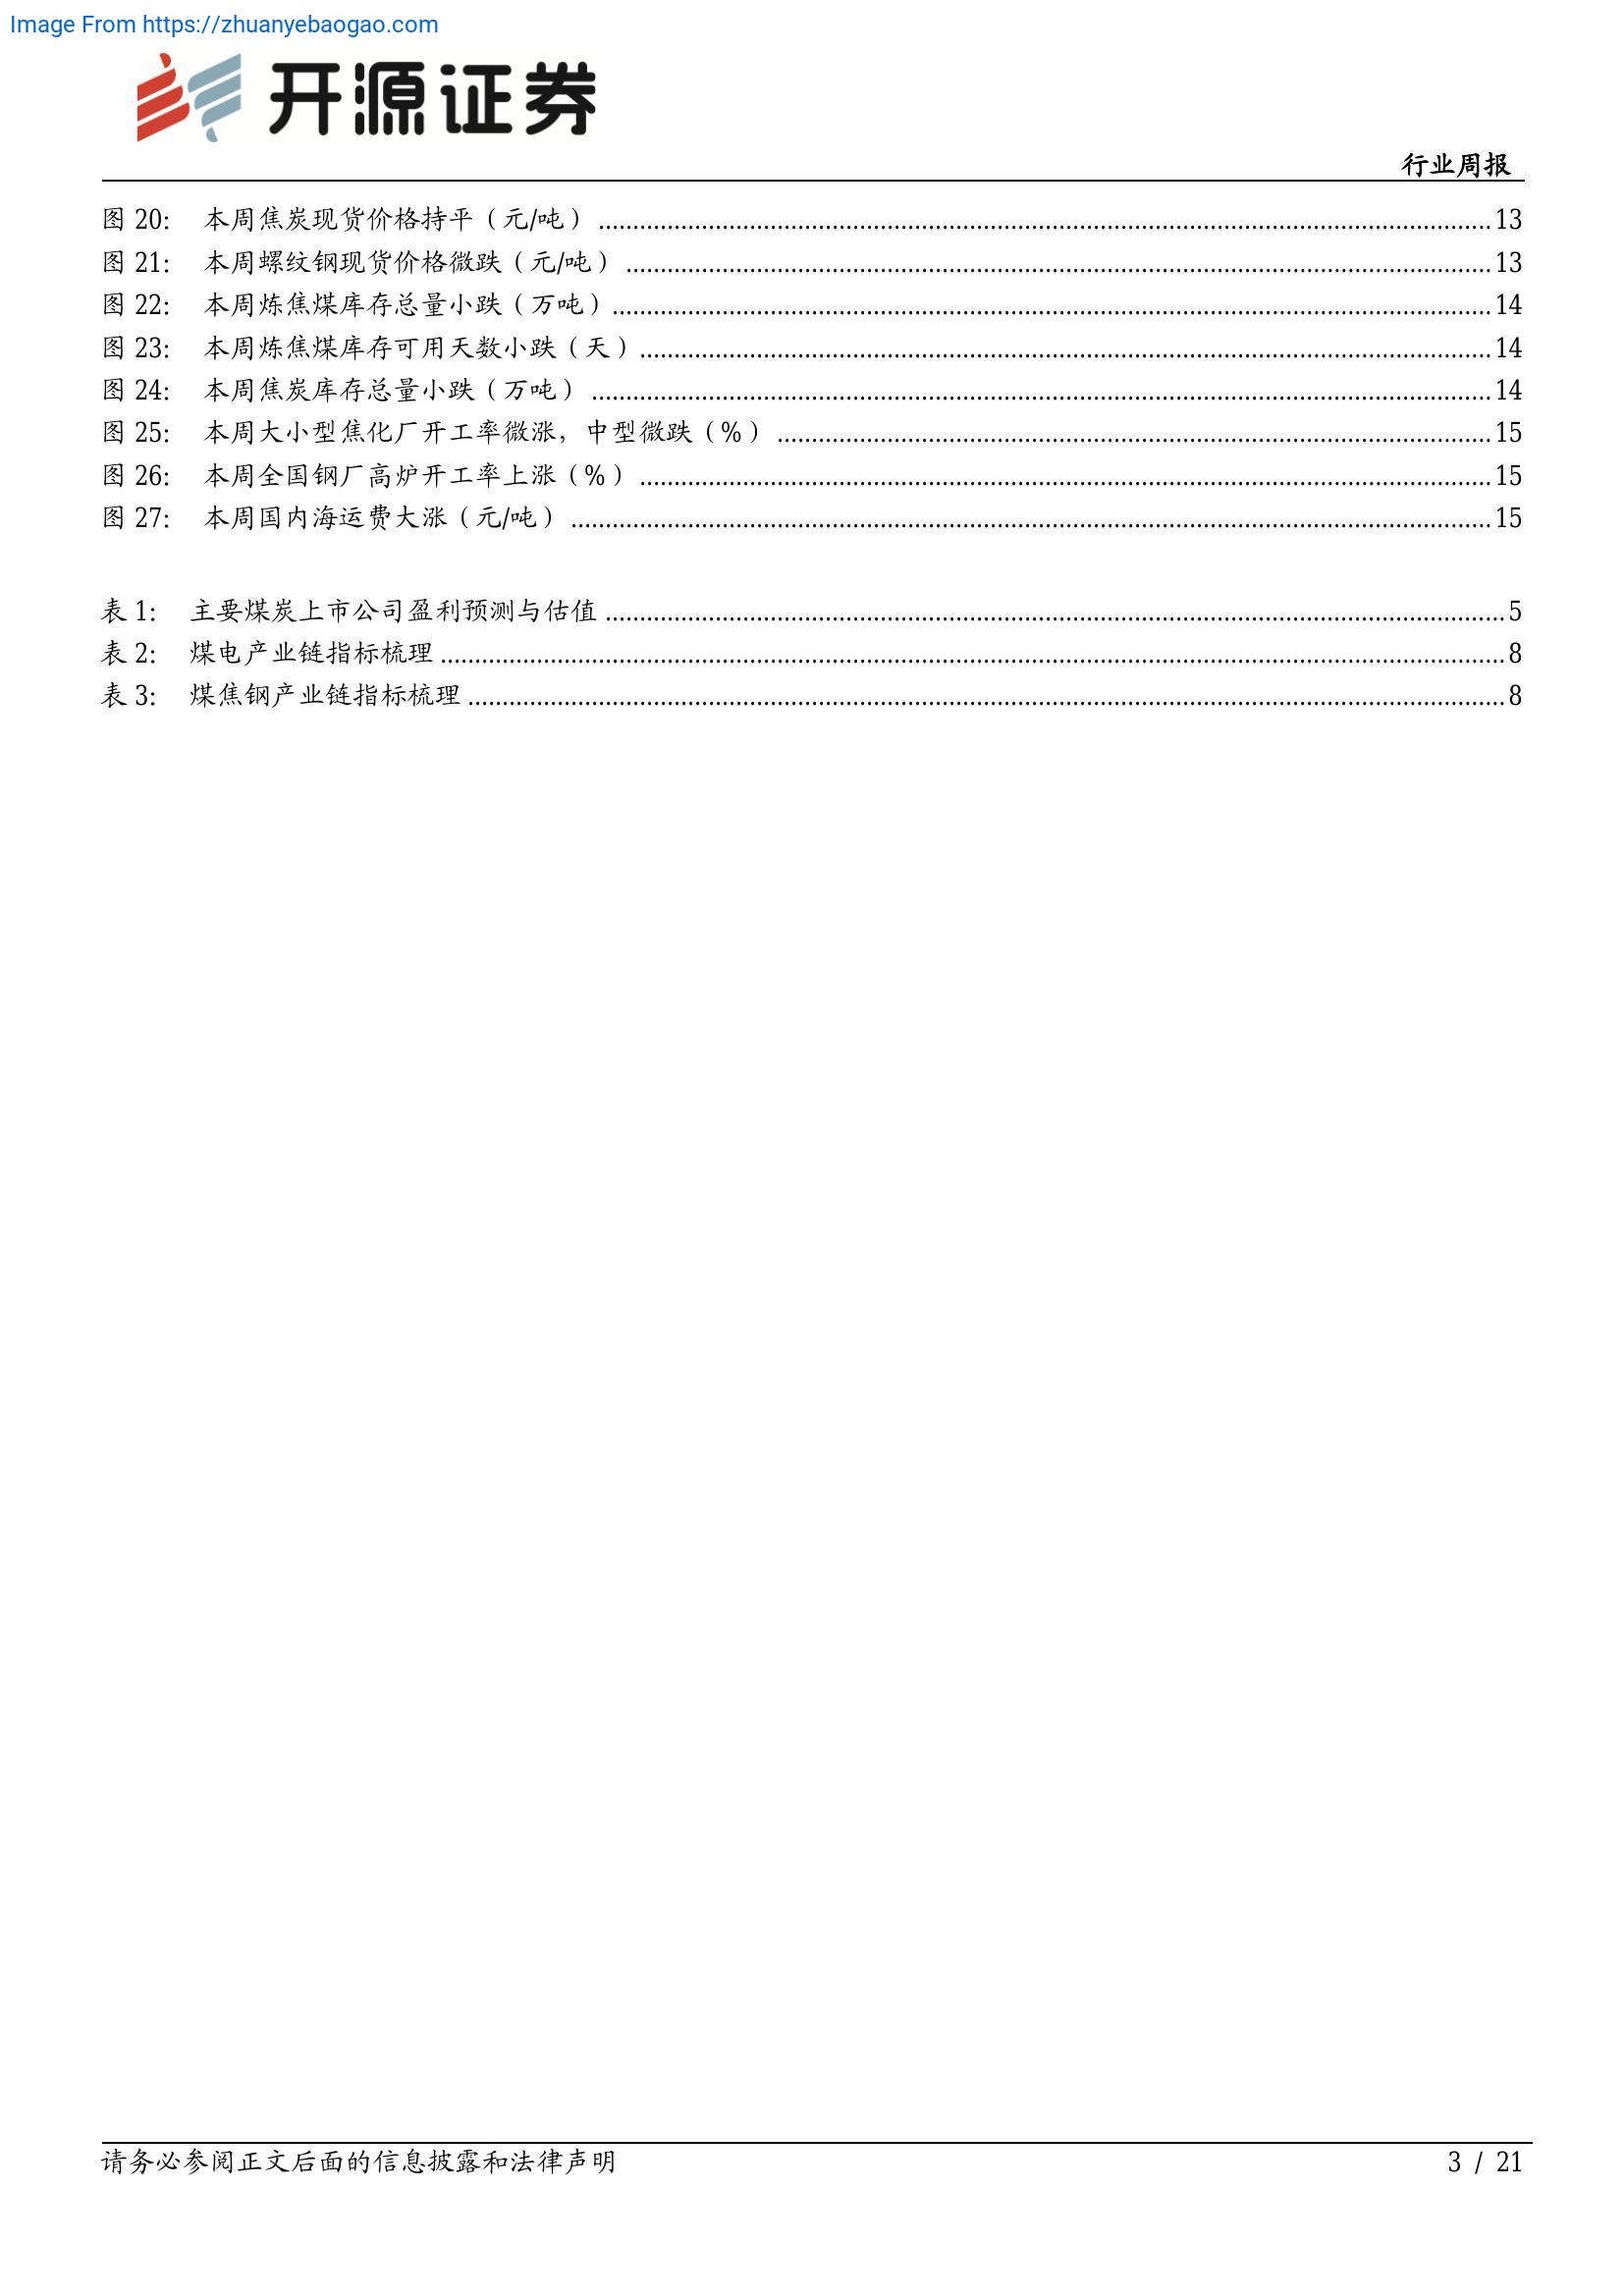 Image From https://zhuanyebaogao.com
开源证券
行业周报
图 20: 本周焦炭现货价格持平（元/吨） 13
图 21: 本周螺纹钢现货价格微跌（元/吨） 13
图 22: 本周炼焦煤库存总量小跌（万吨） 14
图 23: 本周炼焦煤库存可用天数小跌（天） 14
图 24: 本周焦炭库存总量小跌（万吨） 14
图 25: 本周大小型焦化厂开工率微涨，中型微跌（%） 15
图 26: 本周全国钢厂高炉开工率上涨（%） 15
图 27: 本周国内海运费大涨（元/吨） 15
表 1: 主要煤炭上市公司盈利预测与估值 5
表 2: 煤电产业链指标梳理 8
表 3: 煤焦钢产业链指标梳理 8
请务必参阅正文后面的信息披露和法律声明 3 / 21